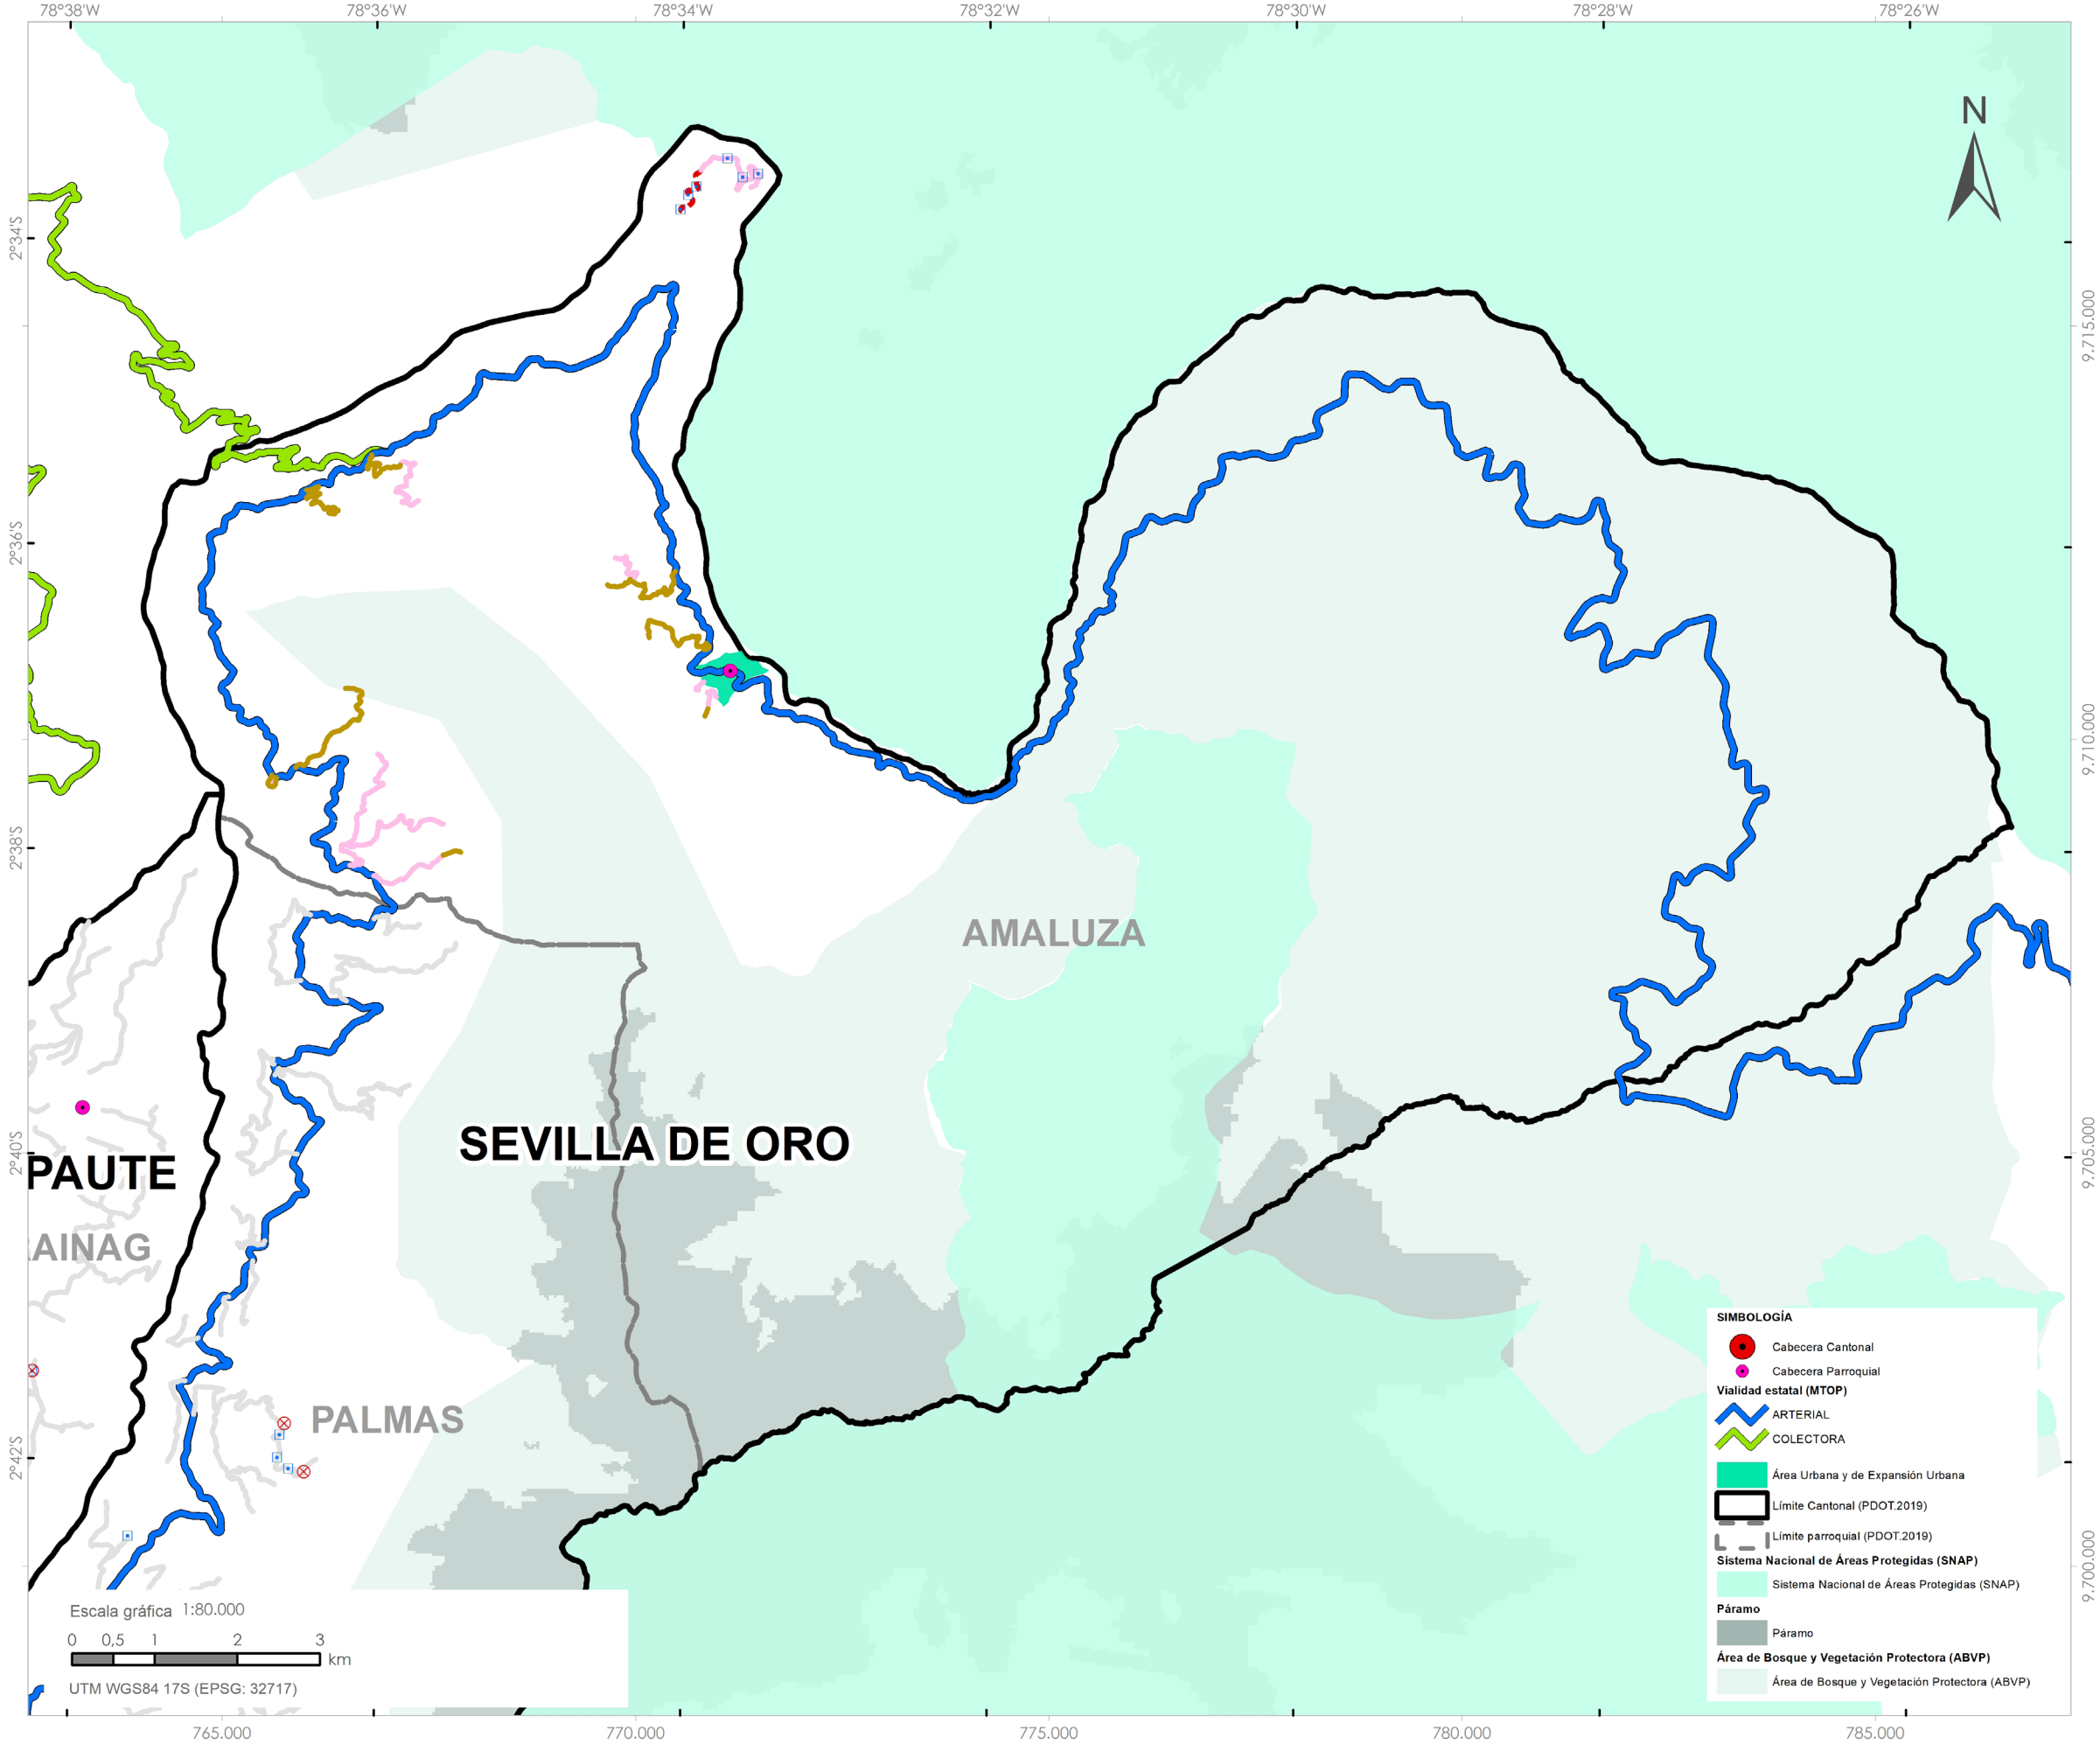 78°38'W 78°36'W 78°34'W 78°32'W 78°30'W 78°28'W 78°26'W
N
2°34'S
9.715.000
2°36'S
9.710.000
2°38'S
AMALUZA
SEVILLA DE ORO
2°40'S
9.705.000
PAUTE
AINAG
PALMAS
2°42'S
9.700.000
SIMBOLOGÍA
Cabecera Cantonal
Cabecera Parroquial
Vialidad estatal (MTOP)
ARTERIAL
COLECTORA
Área Urbana y de Expansión Urbana
Límite Cantonal (PDOT.2019)
Límite parroquial (PDOT.2019)
Sistema Nacional de Áreas Protegidas (SNAP)
Sistema Nacional de Áreas Protegidas (SNAP)
Páramo
Páramo
Área de Bosque y Vegetación Protectora (ABVP)
Área de Bosque y Vegetación Protectora (ABVP)
Escala gráfica 1:80.000
0 0,5 1 2 3
km
UTM WGS84 17S (EPSG: 32717)
765.000 770.000 775.000 780.000 785.000